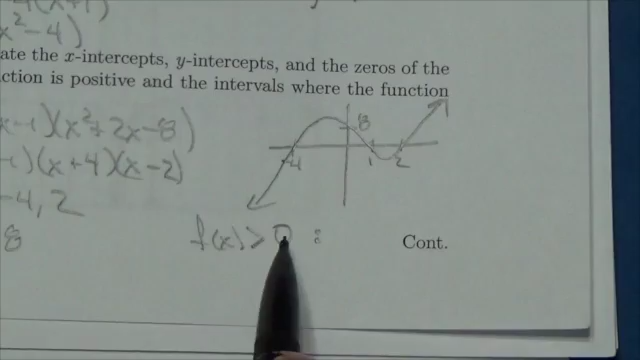 4(x+1)
x²-4)
ate the x-intercepts, y-intercepts, and the zeros of the
ction is positive and the intervals where the function
x-1)(x²+2x-8)
-1)(x+4)(x-2)
-4, 2
8
8
-4 1 2
f(x)>0 :
Cont.